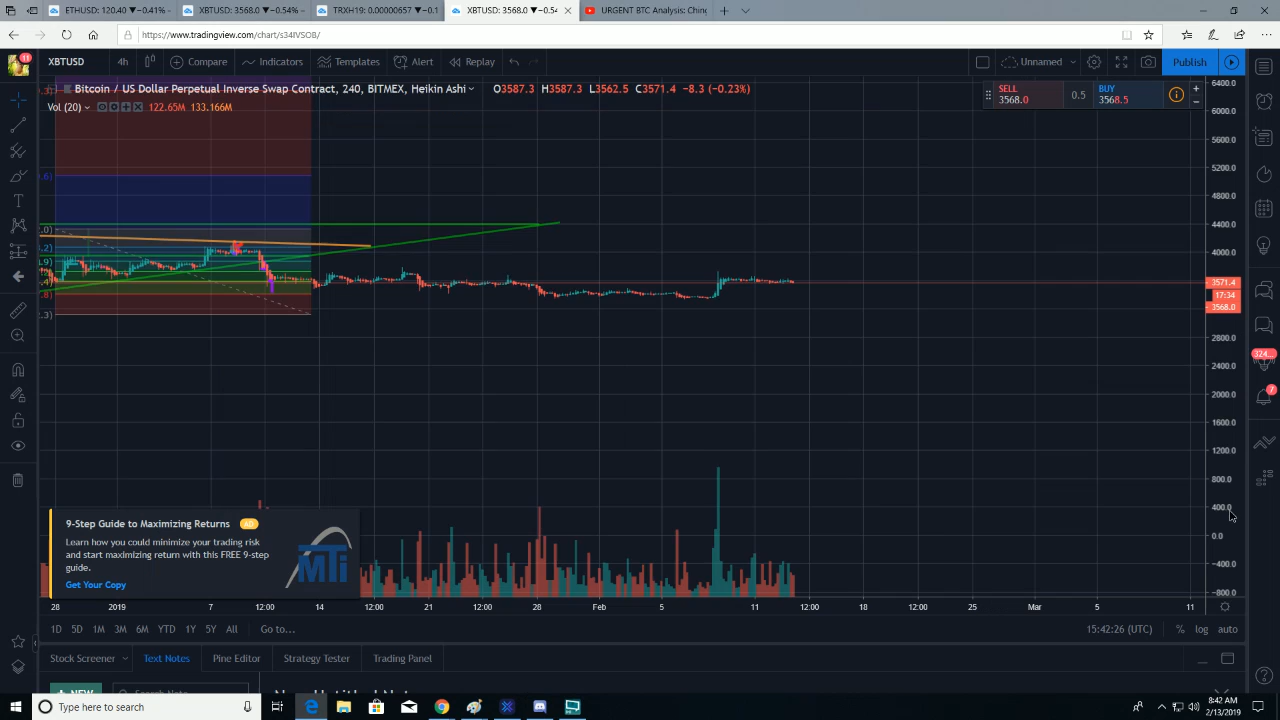 ETHUSD: 120.40 ▼−0.41%
XBTUSD: 3568.0 ▼−0.54%
TRXH19: 0.00000657 ▼−0.1
XBTUSD: 3568.0 ▼−0.54
URGENT BTC Analysis: Ching
https://www.tradingview.com/chart/s34IVSOB/
11
XBTUSD
4h
Compare
Indicators
Templates
Alert
Replay
Unnamed
Publish
Bitcoin / US Dollar Perpetual Inverse Swap Contract, 240, BITMEX, Heikin Ashi
O3587.3 H3587.3 L3562.5 C3571.4 −8.3 (−0.23%)
Vol (20)
122.65M 133.166M
SELL
3568.0
0.5
BUY
3568.5
6400.0
6000.0
5600.0
5200.0
4800.0
4400.0
4000.0
3571.4
17:34
3568.0
2800.0
2400.0
2000.0
1600.0
1200.0
800.0
400.0
0.0
−400.0
−800.0
324...
7
9-Step Guide to Maximizing Returns AD
Learn how you could minimize your trading risk
and start maximizing return with this FREE 9-step
guide.
Get Your Copy
MTi
28 2019 7 12:00 14 12:00 21 12:00 28 Feb 5 11 12:00 18 12:00 25 Mar 5 11
1D 5D 1M 3M 6M YTD 1Y 5Y All Go to...
15:42:26 (UTC) % log auto
Stock Screener Text Notes Pine Editor Strategy Tester Trading Panel
NEW
Search Note
Type here to search
8:42 AM
2/13/2019